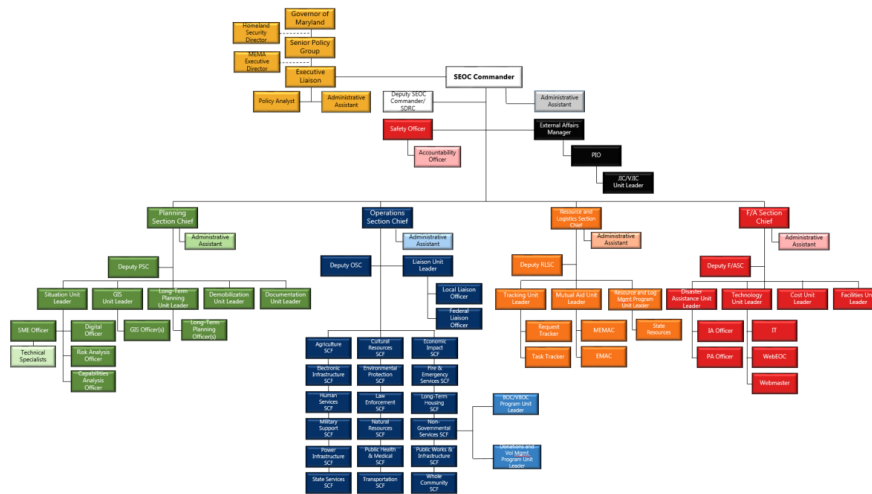 Governor of
Maryland
Homeland
Security
Director
Senior Policy
Group
MEMA
Executive
Director
Executive
Liaison
SEOC Commander
Policy Analyst
Administrative
Assistant
Deputy SEOC
Commander/
SDRC
Administrative
Assistant
Safety Officer
External Affairs
Manager
Accountability
Officer
PIO
JIC/VJIC
Unit Leader
Planning
Section Chief
Administrative
Assistant
Deputy PSC
Situation Unit
Leader
GIS
Unit Leader
Long-Term
Planning
Unit Leader
Demobilization
Unit Leader
Documentation
Unit Leader
SME Officer
Technical
Specialists
Digital
Officer
Risk Analysis
Officer
Capabilities
Analysis
Officer
GIS Officer(s)
Long-Term
Planning
Officer(s)
Operations
Section Chief
Administrative
Assistant
Deputy OSC
Liaison Unit
Leader
Local Liaison
Officer
Federal
Liaison
Officer
Agriculture
SCF
Cultural
Resources
SCF
Economic
Impact
SCF
Electronic
Infrastructure
SCF
Environmental
Protection
SCF
Fire &
Emergency
Services SCF
Human
Services
SCF
Law
Enforcement
SCF
Long-Term
Housing
SCF
Military
Support
SCF
Natural
Resources
SCF
Non-
Governmental
Services SCF
Power
Infrastructure
SCF
Public Health
& Medical
SCF
Public Works &
Infrastructure
SCF
State Services
SCF
Transportation
SCF
Whole
Community
SCF
BOC/VBOC
Program Unit
Leader
Donations and
Vol Mgmt.
Program Unit
Leader
Resource and
Logistics Section
Chief
Administrative
Assistant
Deputy RLSC
Tracking Unit
Leader
Mutual Aid Unit
Leader
Resource and Log
Mgmt.Program
Unit Leader
Request
Tracker
Task Tracker
MEMAC
EMAC
State
Resources
F/A Section
Chief
Administrative
Assistant
Deputy F/ASC
Disaster
Assistance Unit
Leader
Technology
Unit Leader
Cost Unit
Leader
Facilities Unit
Leader
IA Officer
PA Officer
IT
WebEOC
Webmaster